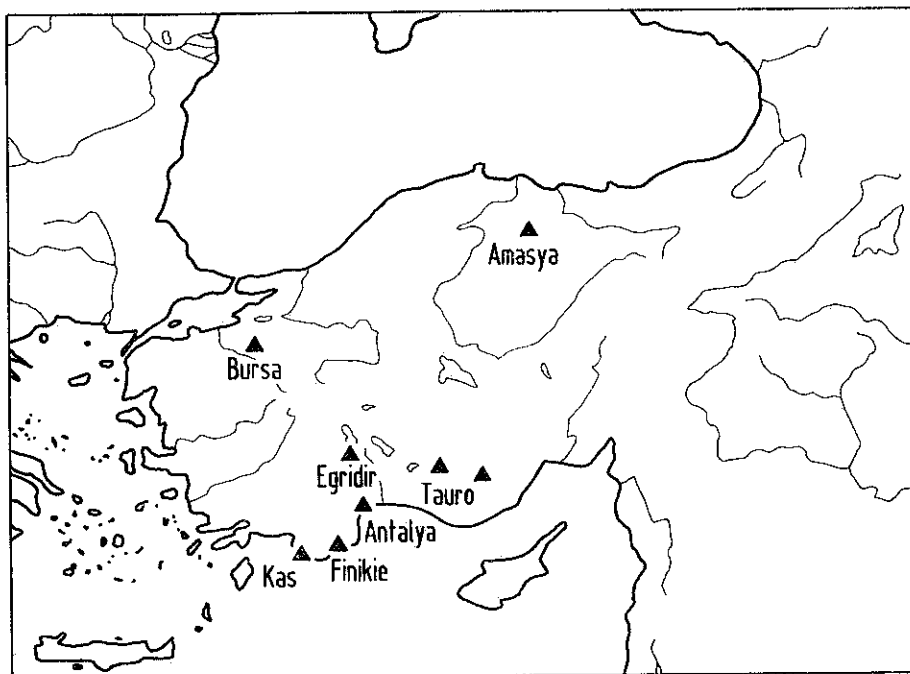 Amasya
Bursa
Egridir
Tauro
Antalya
Kas
Finikie